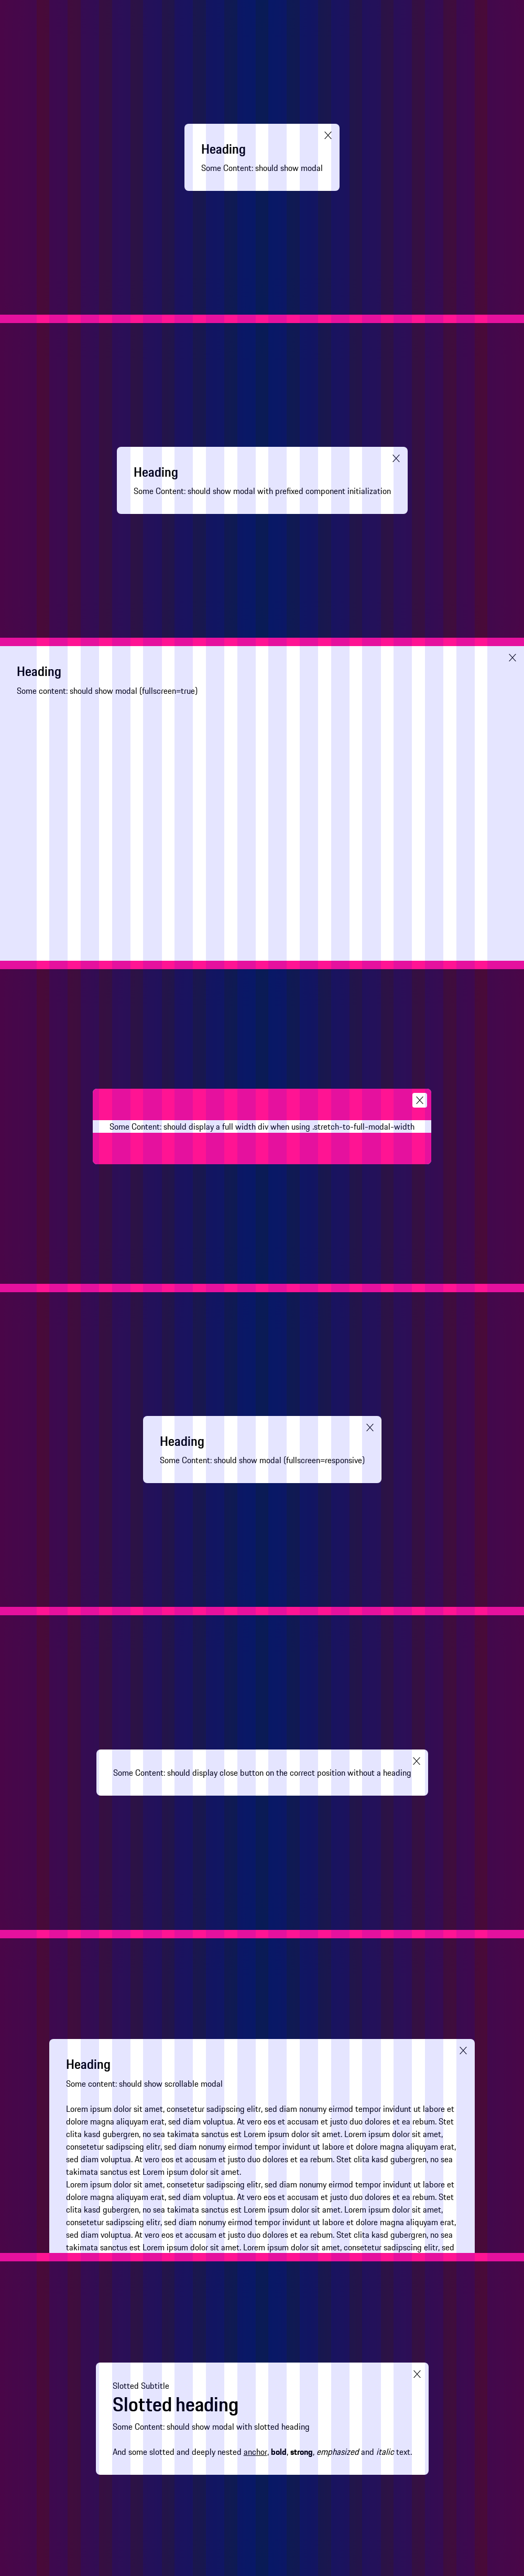 Heading
Some Content: should show modal
Heading
Some Content: should show modal with prefixed component initialization
Heading
Some content: should show modal (fullscreen=true)
Some Content: should display a full width div when using .stretch-to-full-modal-width
Heading
Some Content: should show modal (fullscreen=responsive)
Some Content: should display close button on the correct position without a heading
Heading
Some content: should show scrollable modal
Lorem ipsum dolor sit amet, consetetur sadipscing elitr, sed diam nonumy eirmod tempor invidunt ut labore et
dolore magna aliquyam erat, sed diam voluptua. At vero eos et accusam et justo duo dolores et ea rebum. Stet
clita kasd gubergren, no sea takimata sanctus est Lorem ipsum dolor sit amet. Lorem ipsum dolor sit amet,
consetetur sadipscing elitr, sed diam nonumy eirmod tempor invidunt ut labore et dolore magna aliquyam erat,
sed diam voluptua. At vero eos et accusam et justo duo dolores et ea rebum. Stet clita kasd gubergren, no sea
takimata sanctus est Lorem ipsum dolor sit amet.
Lorem ipsum dolor sit amet, consetetur sadipscing elitr, sed diam nonumy eirmod tempor invidunt ut labore et
dolore magna aliquyam erat, sed diam voluptua. At vero eos et accusam et justo duo dolores et ea rebum. Stet
clita kasd gubergren, no sea takimata sanctus est Lorem ipsum dolor sit amet. Lorem ipsum dolor sit amet,
consetetur sadipscing elitr, sed diam nonumy eirmod tempor invidunt ut labore et dolore magna aliquyam erat,
sed diam voluptua. At vero eos et accusam et justo duo dolores et ea rebum. Stet clita kasd gubergren, no sea
takimata sanctus est Lorem ipsum dolor sit amet. Lorem ipsum dolor sit amet, consetetur sadipscing elitr, sed
Slotted Subtitle
Slotted heading
Some Content: should show modal with slotted heading
And some slotted and deeply nested anchor, bold, strong, emphasized and italic text.